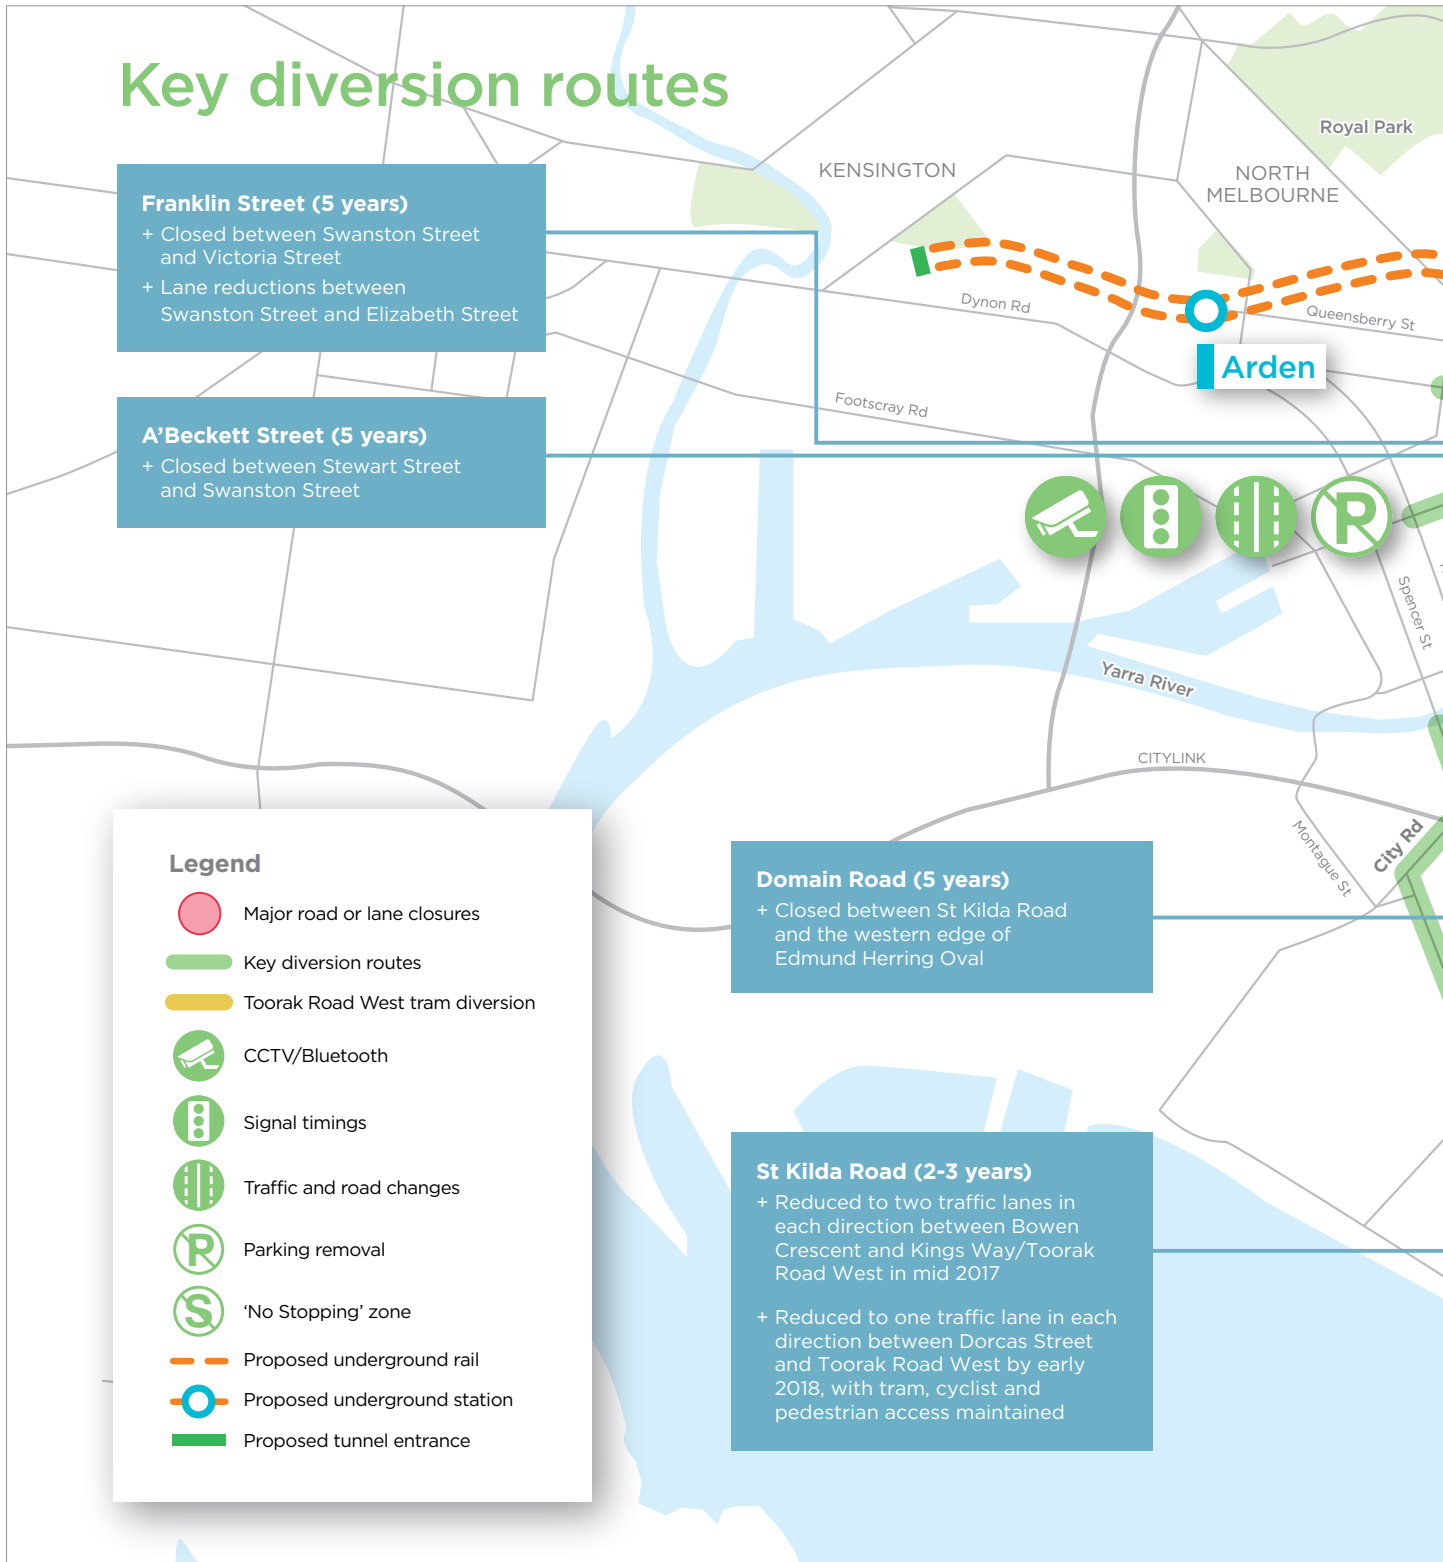 Key diversion routes
Franklin Street (5 years)
+ Closed between Swanston Street
and Victoria Street
+ Lane reductions between
Swanston Street and Elizabeth Street
A'Beckett Street (5 years)
+ Closed between Stewart Street
and Swanston Street
KENSINGTON
NORTH
MELBOURNE
Royal Park
Dynon Rd
Queensberry St
Arden
Footscray Rd
P
Spencer St
Yarra River
CITYLINK
Montague St
City Rd
Legend
Major road or lane closures
Key diversion routes
Toorak Road West tram diversion
CCTV/Bluetooth
Signal timings
Traffic and road changes
P
Parking removal
S
‘No Stopping’ zone
Proposed underground rail
Proposed underground station
Proposed tunnel entrance
Domain Road (5 years)
+ Closed between St Kilda Road
and the western edge of
Edmund Herring Oval
St Kilda Road (2-3 years)
+ Reduced to two traffic lanes in
each direction between Bowen
Crescent and Kings Way/Toorak
Road West in mid 2017
+ Reduced to one traffic lane in each
direction between Dorcas Street
and Toorak Road West by early
2018, with tram, cyclist and
pedestrian access maintained